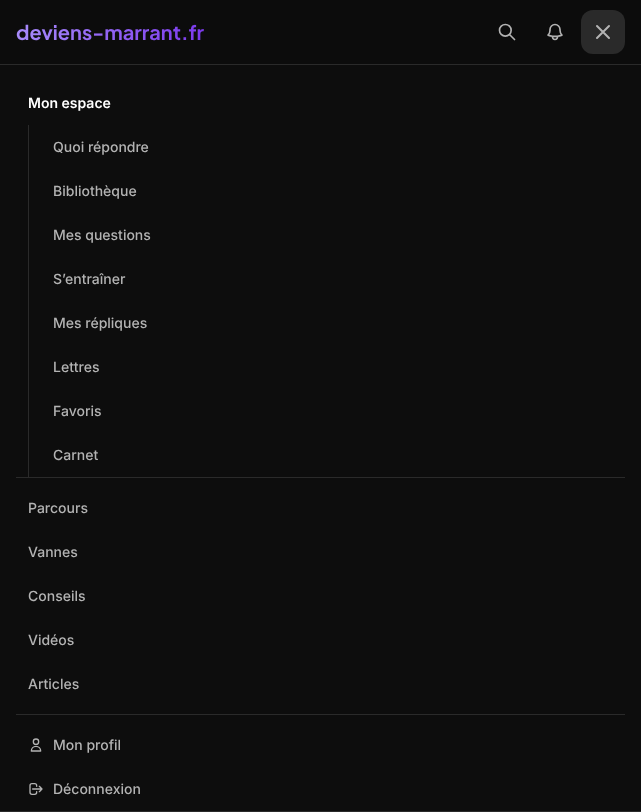 deviens-marrant.fr
Mon espace
Quoi répondre
Bibliothèque
Mes questions
S’entraîner
Mes répliques
Lettres
Favoris
Carnet
Parcours
Vannes
Conseils
Vidéos
Articles
Mon profil
Déconnexion